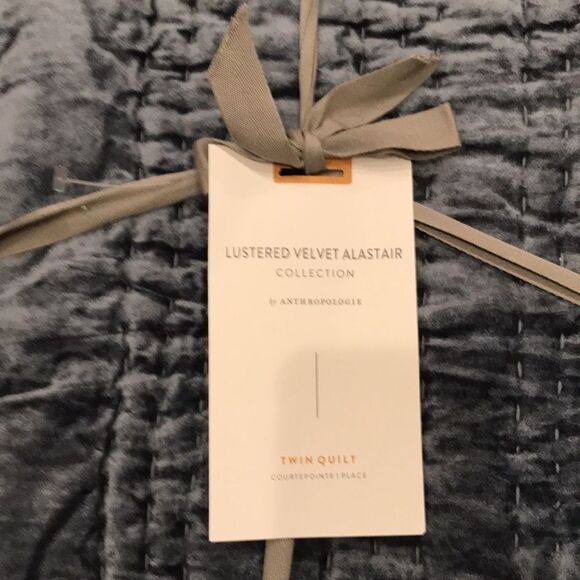 LUSTERED VELVET ALASTAIR
COLLECTION
by ANTHROPOLOGIE
TWIN QUILT
COURTEPOINTE 1 PLACE